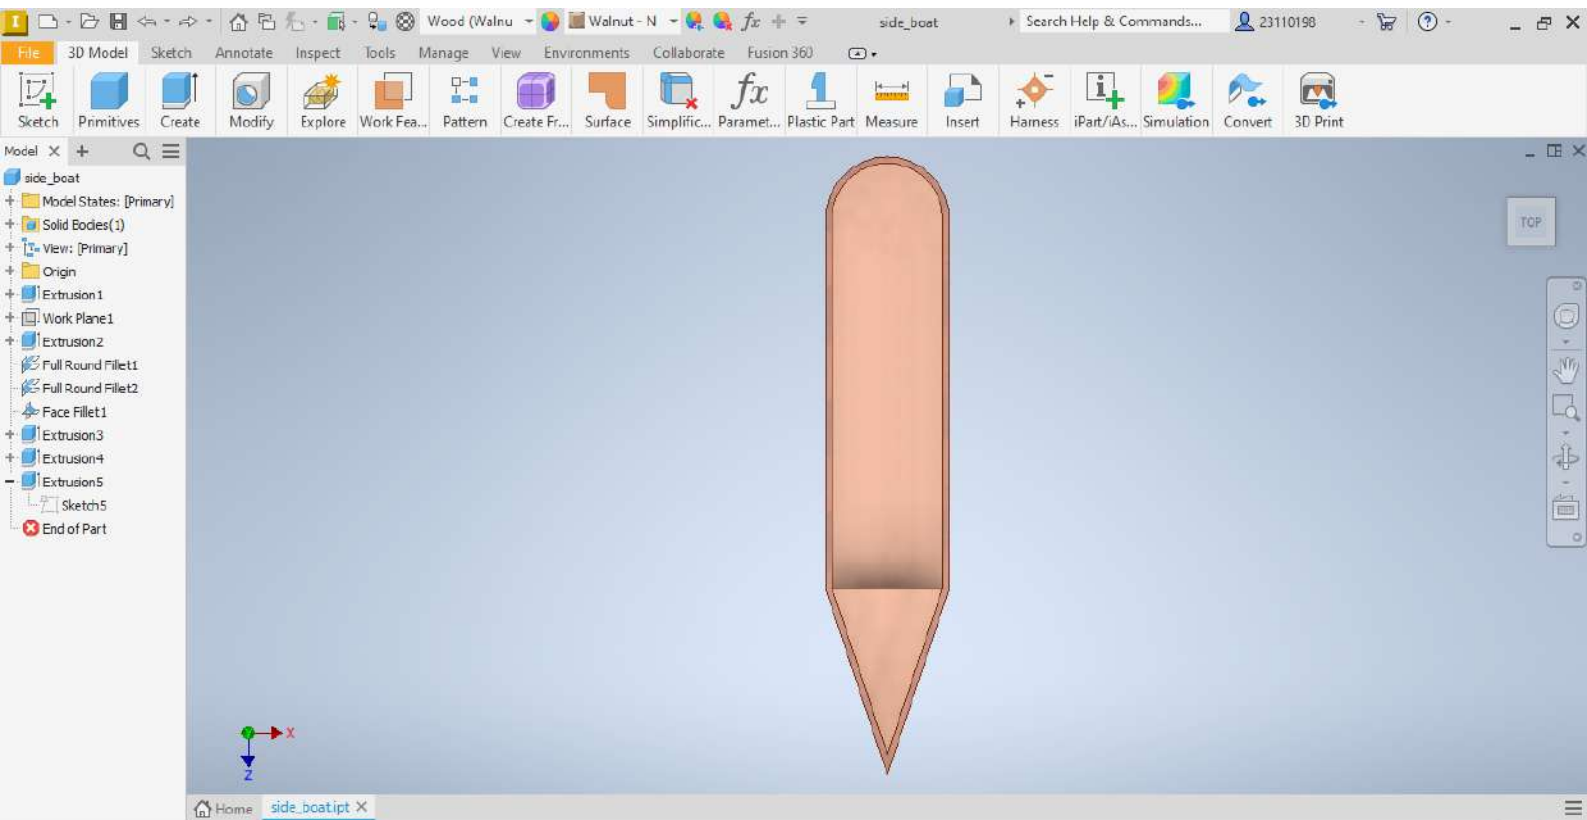 Wood (Walnu
Walnut - N
fx
side_boat
Search Help & Commands...
23110198
File 3D Model Sketch Annotate Inspect Tools Manage View Environments Collaborate Fusion 360
Sketch Primitives Create Modify Explore Work Fea... Pattern Create Fr... Surface Simplific... Paramet... Plastic Part Measure Insert Harness iPart/iAs... Simulation Convert 3D Print
Model
side_boat
Model States: [Primary]
Solid Bodies(1)
View: [Primary]
Origin
Extrusion1
Work Plane1
Extrusion2
Full Round Fillet1
Full Round Fillet2
Face Fillet1
Extrusion3
Extrusion4
Extrusion5
Sketch5
End of Part
TOP
X
Z
Home side_boat.ipt